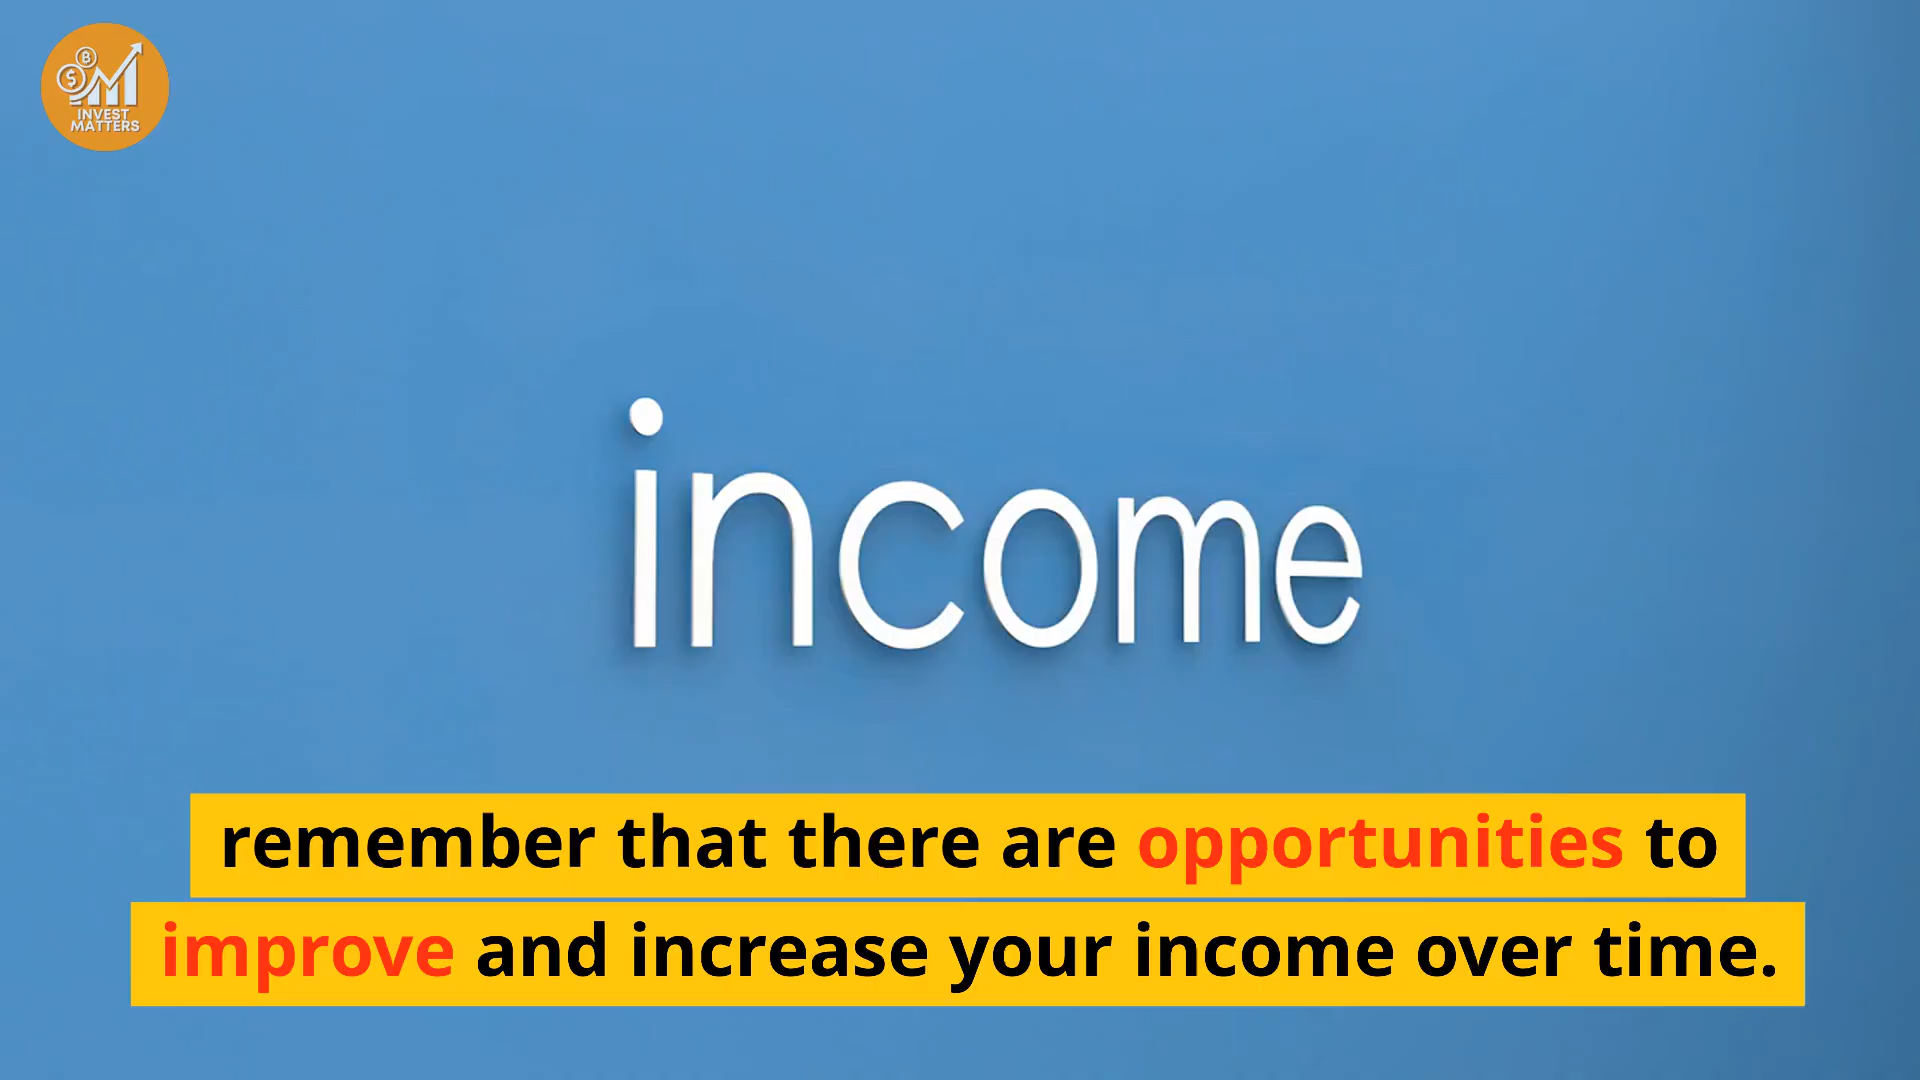 INVEST
MATTERS
income
remember that there are opportunities to
improve and increase your income over time.